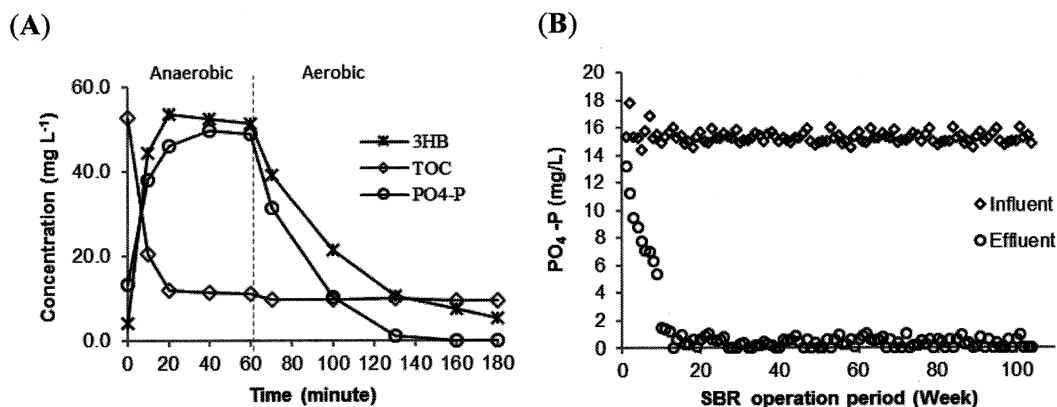 (A)
Anaerobic
Aerobic
60.0
40.0
20.0
0.0
Concentration (mg L-1)
3HB
TOC
PO4-P
0 20 40 60 80 100 120 140 160 180
Time (minute)
(B)
20
18
16
14
12
10
8
6
4
2
0
PO4 -P (mg/L)
Influent
Effluent
0 20 40 60 80 100
SBR operation period (Week)